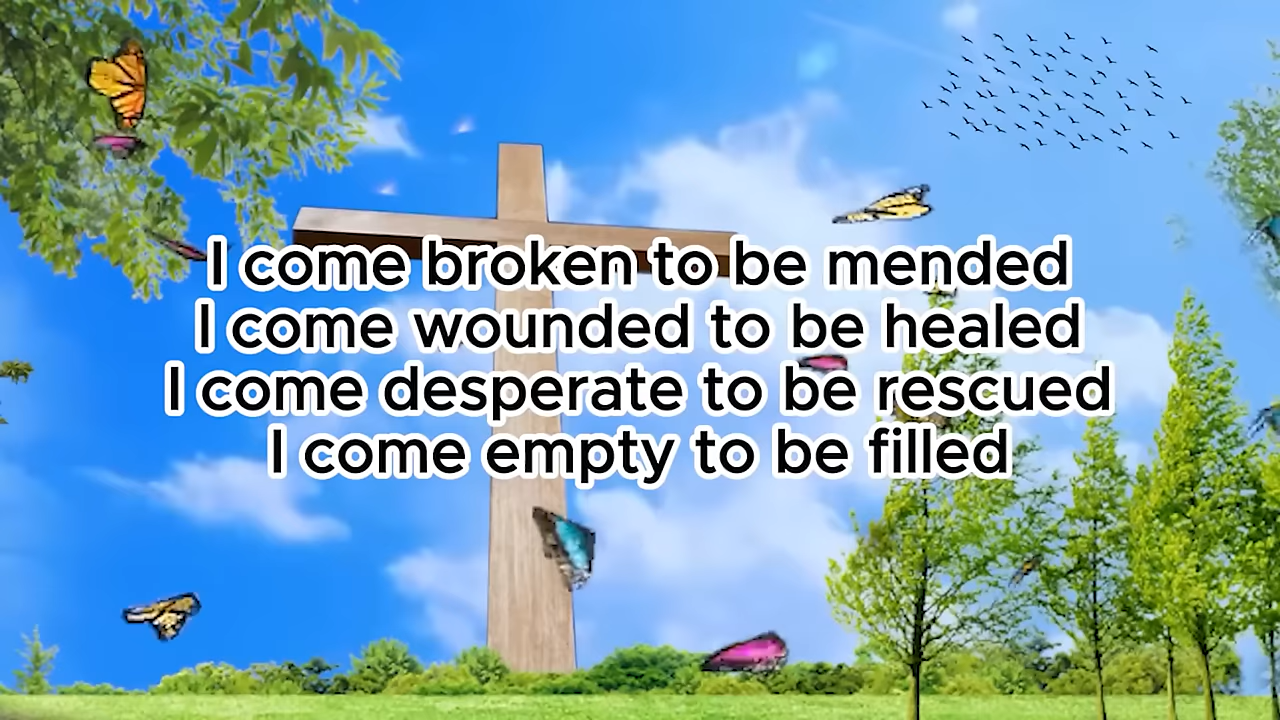 I come broken to be mended
I come wounded to be healed
I come desperate to be rescued
I come empty to be filled